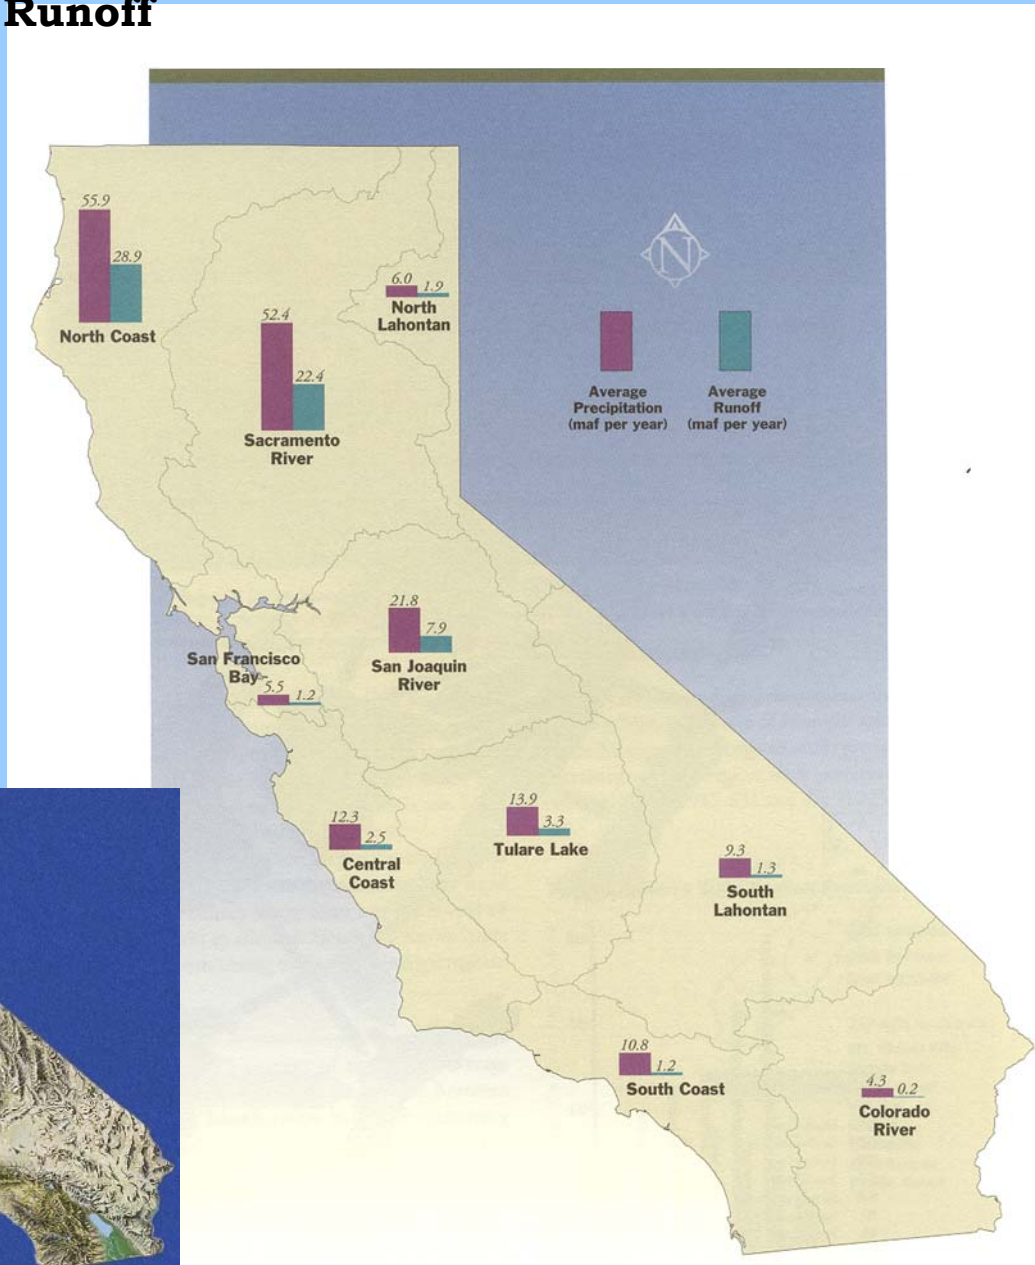 Runoff
55.9
28.9
North Coast
6.0 1.9
North
Lahontan
52.4
22.4
Sacramento
River
N
Average
Precipitation
(maf per year)
Average
Runoff
(maf per year)
21.8
7.9
San Joaquin
River
San Francisco
Bay
5.5 1.2
12.3
2.5
Central
Coast
13.9
3.3
Tulare Lake
9.3
1.3
South
Lahontan
10.8
1.2
South Coast
4.3 0.2
Colorado
River